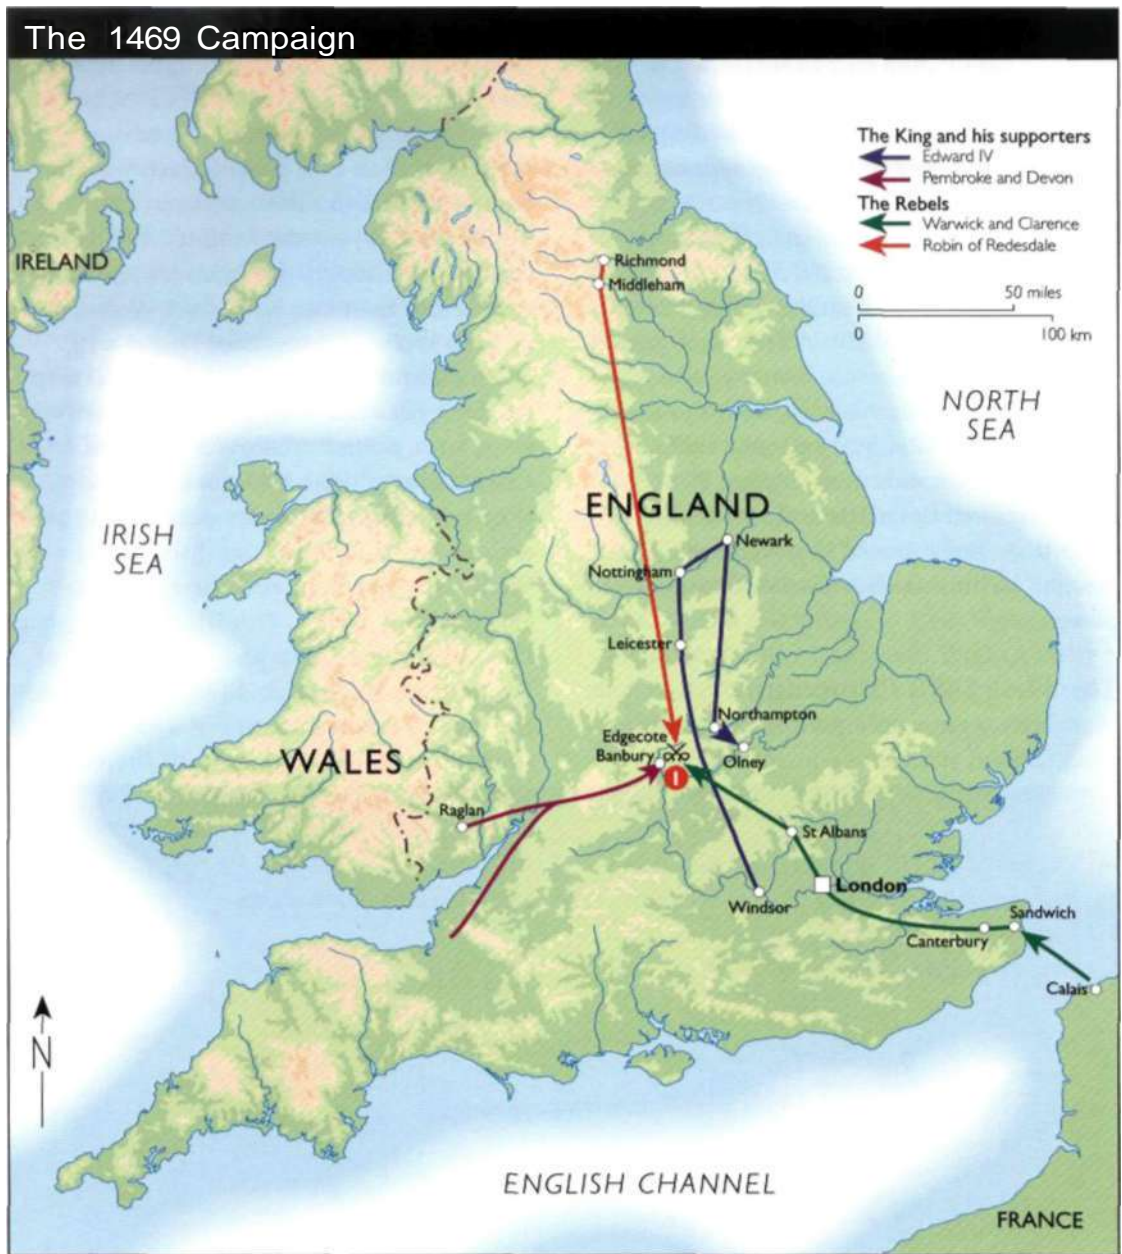 The 1469 Campaign
The King and his supporters
Edward IV
Pembroke and Devon
The Rebels
Warwick and Clarence
Robin of Redesdale
0 50 miles
0 100 km
IRELAND
Richmond
Middleham
NORTH
SEA
ENGLAND
IRISH
SEA
Newark
Nottingham
Leicester
Northampton
Edgecote
Banbury
Olney
1
WALES
Raglan
St Albans
London
Windsor
Sandwich
Canterbury
Calais
N
ENGLISH CHANNEL
FRANCE